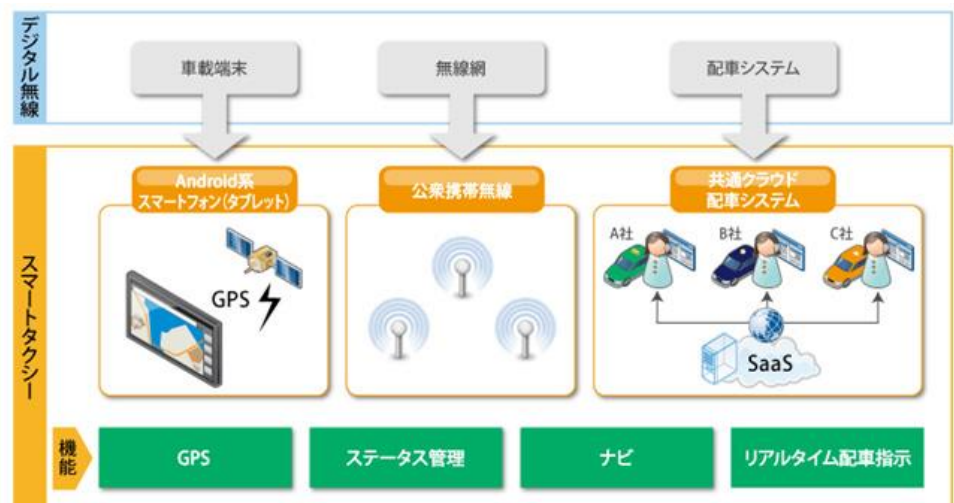 デジタル無線
車載端末
無線網
配車システム
スマートタクシー
Android系
スマートフォン(タブレット)
公衆携帯無線
共通クラウド
配車システム
GPS
A社
B社
C社
SaaS
機能
GPS
ステータス管理
ナビ
リアルタイム配車指示